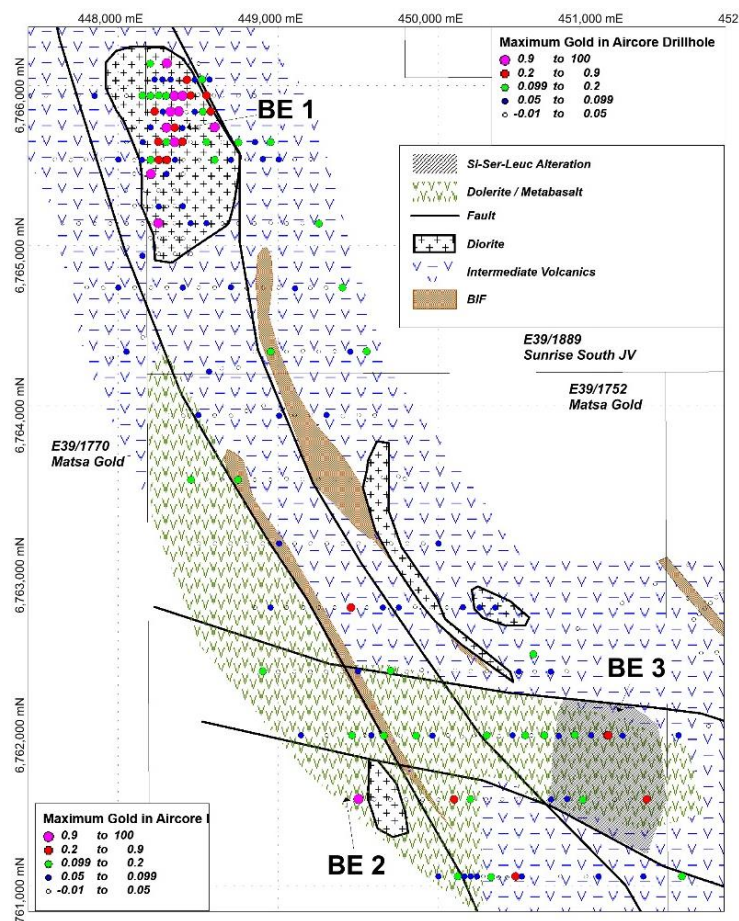 448,000 mE 449,000 mE 450,000 mE 451,000 mE 452
Maximum Gold in Aircore Drillhole
0.9 to 100
0.2 to 0.9
0.099 to 0.2
0.05 to 0.099
-0.01 to 0.05
6,766,000 mN
BE 1
Si-Ser-Leuc Alteration
Dolerite / Metabasalt
Fault
Diorite
Intermediate Volcanics
BIF
6,765,000 mN
E39/1889
Sunrise South JV
E39/1752
Matsa Gold
6,764,000 mN
E39/1770
Matsa Gold
6,763,000 mN
BE 3
6,762,000 mN
Maximum Gold in Aircore
0.9 to 100
0.2 to 0.9
0.099 to 0.2
0.05 to 0.099
-0.01 to 0.05
BE 2
761,000 mN